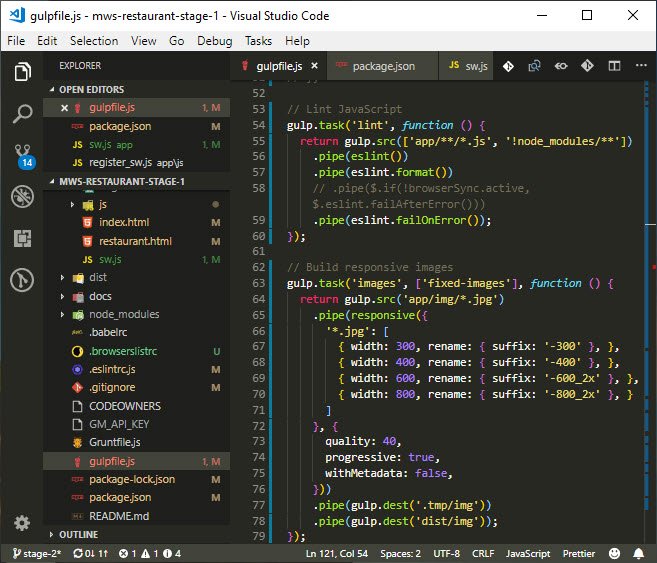 gulpfile.js - mws-restaurant-stage-1 - Visual Studio Code
File Edit Selection View Go Debug Tasks Help
EXPLORER
OPEN EDITORS
gulpfile.js 1, M
package.json M
sw.js app M
register_sw.js app\js
MWS-RESTAURANT-STAGE-1
js
index.html M
restaurant.html M
sw.js M
dist
docs
node_modules
.babelrc
.browserslistrc U
.eslintrc.js M
.gitignore M
CODEOWNERS
GM_API_KEY
Gruntfile.js
gulpfile.js 1, M
package-lock.json M
package.json M
README.md
OUTLINE
14
gulpfile.js package.json sw.js
52
53 // Lint JavaScript
54 gulp.task('lint', function () {
55 return gulp.src(['app/**/*.js', '!node_modules/**'])
56 .pipe(eslint())
57 .pipe(eslint.format())
58 // .pipe($.if(!browserSync.active,
$.eslint.failAfterError()))
59 .pipe(eslint.failOnError());
60 });
61
62 // Build responsive images
63 gulp.task('images', ['fixed-images'], function () {
64 return gulp.src('app/img/*.jpg')
65 .pipe(responsive({
66 '*.jpg': [
67 { width: 300, rename: { suffix: '-300' }, },
68 { width: 400, rename: { suffix: '-400' }, },
69 { width: 600, rename: { suffix: '-600_2x' }, },
70 { width: 800, rename: { suffix: '-800_2x' }, }
71 ]
72 }, {
73 quality: 40,
74 progressive: true,
75 withMetadata: false,
76 }))
77 .pipe(gulp.dest('.tmp/img'))
78 .pipe(gulp.dest('dist/img'));
79 });
stage-2* 0↓ 1↑ 1 1 4 Ln 121, Col 54 Spaces: 2 UTF-8 CRLF JavaScript Prettier